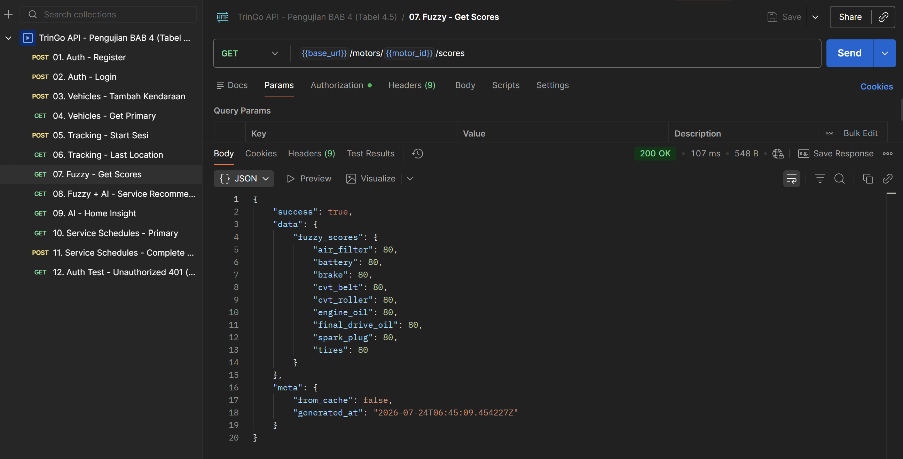 Search collections
TrinGo API - Pengujian BAB 4 (Tabel ...
POST 01. Auth - Register
POST 02. Auth - Login
POST 03. Vehicles - Tambah Kendaraan
GET 04. Vehicles - Get Primary
POST 05. Tracking - Start Sesi
GET 06. Tracking - Last Location
GET 07. Fuzzy - Get Scores
GET 08. Fuzzy + AI - Service Recomme...
GET 09. AI - Home Insight
GET 10. Service Schedules - Primary
POST 11. Service Schedules - Complete ...
GET 12. Auth Test - Unauthorized 401 (...
HTTP TrinGo API - Pengujian BAB 4 (Tabel 4.5) / 07. Fuzzy - Get Scores
Save Share
GET {{base_url}} /motors/ {{motor_id}} /scores Send
Docs Params Authorization Headers (9) Body Scripts Settings Cookies
Query Params
Key Value Description Bulk Edit
Body Cookies Headers (9) Test Results 200 OK 107 ms 548 B Save Response
{} JSON Preview Visualize
1 {
2 "success": true,
3 "data": {
4 "fuzzy_scores": {
5 "air_filter": 80,
6 "battery": 80,
7 "brake": 80,
8 "cvt_belt": 80,
9 "cvt_roller": 80,
10 "engine_oil": 80,
11 "final_drive_oil": 80,
12 "spark_plug": 80,
13 "tires": 80
14 }
15 },
16 "meta": {
17 "from_cache": false,
18 "generated_at": "2026-07-24T06:45:09.454227Z"
19 }
20 }